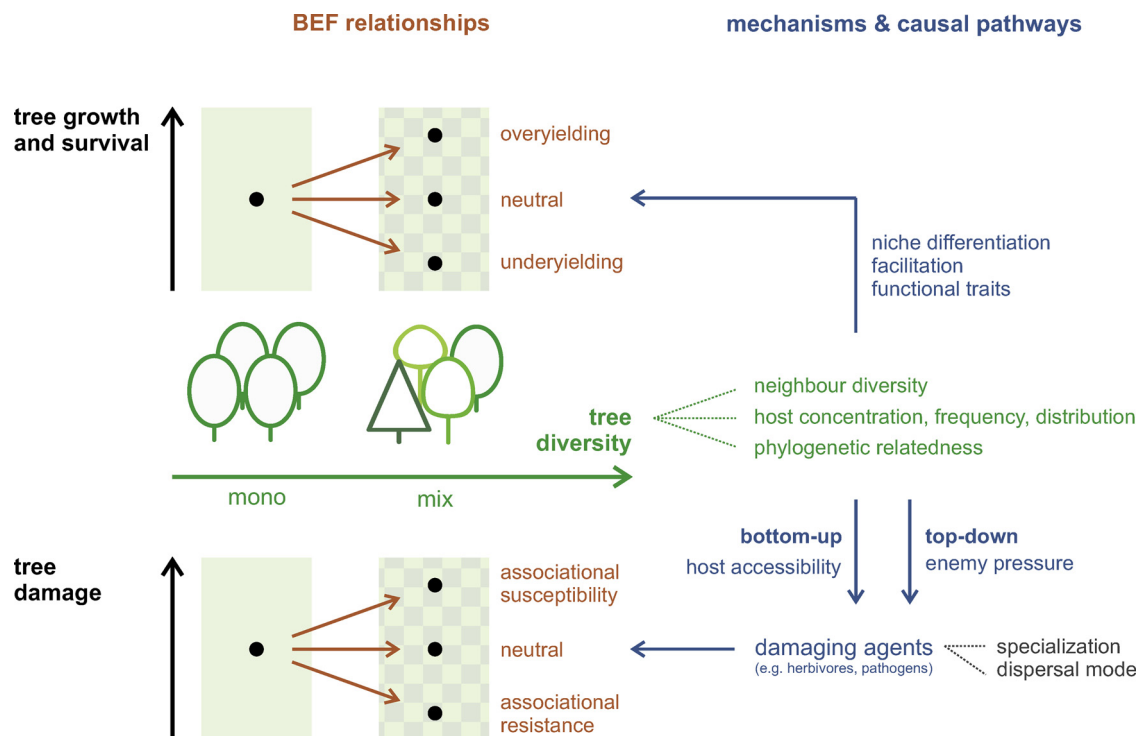 BEF relationships
mechanisms & causal pathways
tree growth
and survival
overyielding
neutral
underyielding
niche differentiation
facilitation
functional traits
tree
diversity
neighbour diversity
host concentration, frequency, distribution
phylogenetic relatedness
mono
mix
bottom-up
host accessibility
top-down
enemy pressure
tree
damage
associational
susceptibility
neutral
associational
resistance
damaging agents
(e.g. herbivores, pathogens)
specialization
dispersal mode